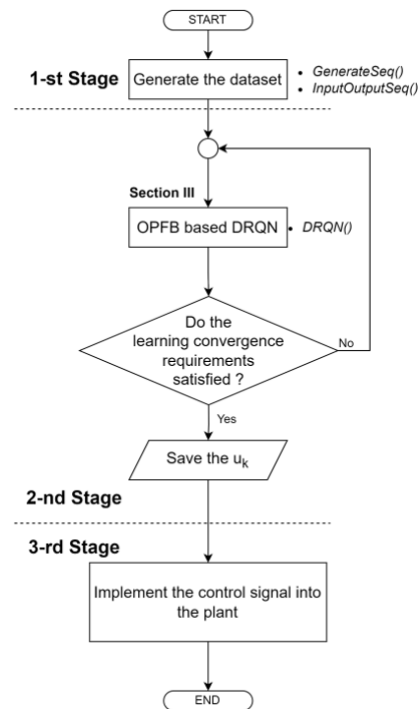 START
1-st Stage
Generate the dataset
• GenerateSeq()
• InputOutputSeq()
Section III
OPFB based DRQN
• DRQN()
Do the
learning convergence
requirements
satisfied ?
No
Yes
Save the uk
2-nd Stage
3-rd Stage
Implement the control signal into
the plant
END